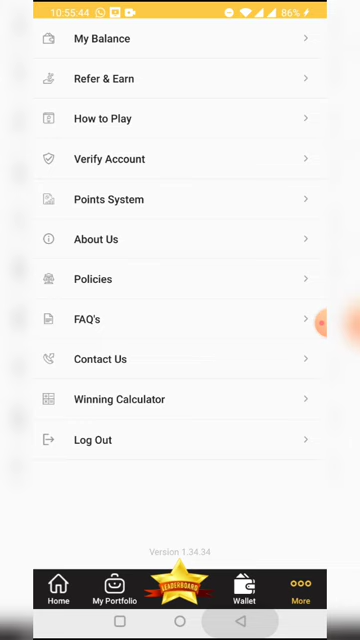 10:55:44
86%
My Balance
Refer & Earn
How to Play
Verify Account
Points System
About Us
Policies
FAQ's
Contact Us
Winning Calculator
Log Out
Version 1.34.34
LEADERBOARD
Home
My Portfolio
Wallet
More